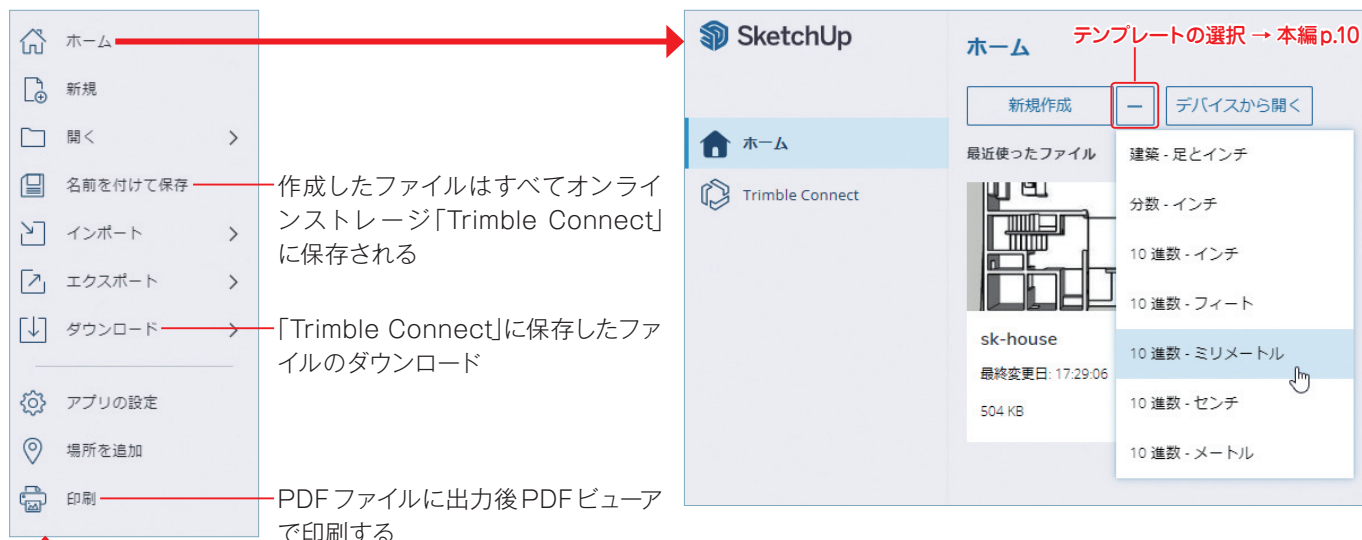 ホーム
新規
開く
名前を付けて保存
インポート
エクスポート
ダウンロード
アプリの設定
場所を追加
印刷
作成したファイルはすべてオンライ
ンストレージ「Trimble Connect」
に保存される
「Trimble Connect」に保存したファ
イルのダウンロード
PDFファイルに出力後PDFビューア
で印刷する
SketchUp
ホーム
Trimble Connect
テンプレートの選択 → 本編p.10
ホーム
新規作成
デバイスから開く
最近使ったファイル
sk-house
最終変更日: 17:29:06
504 KB
建築 - 足とインチ
分数 - インチ
10 進数 - インチ
10 進数 - フィート
10 進数 - ミリメートル
10 進数 - センチ
10 進数 - メートル